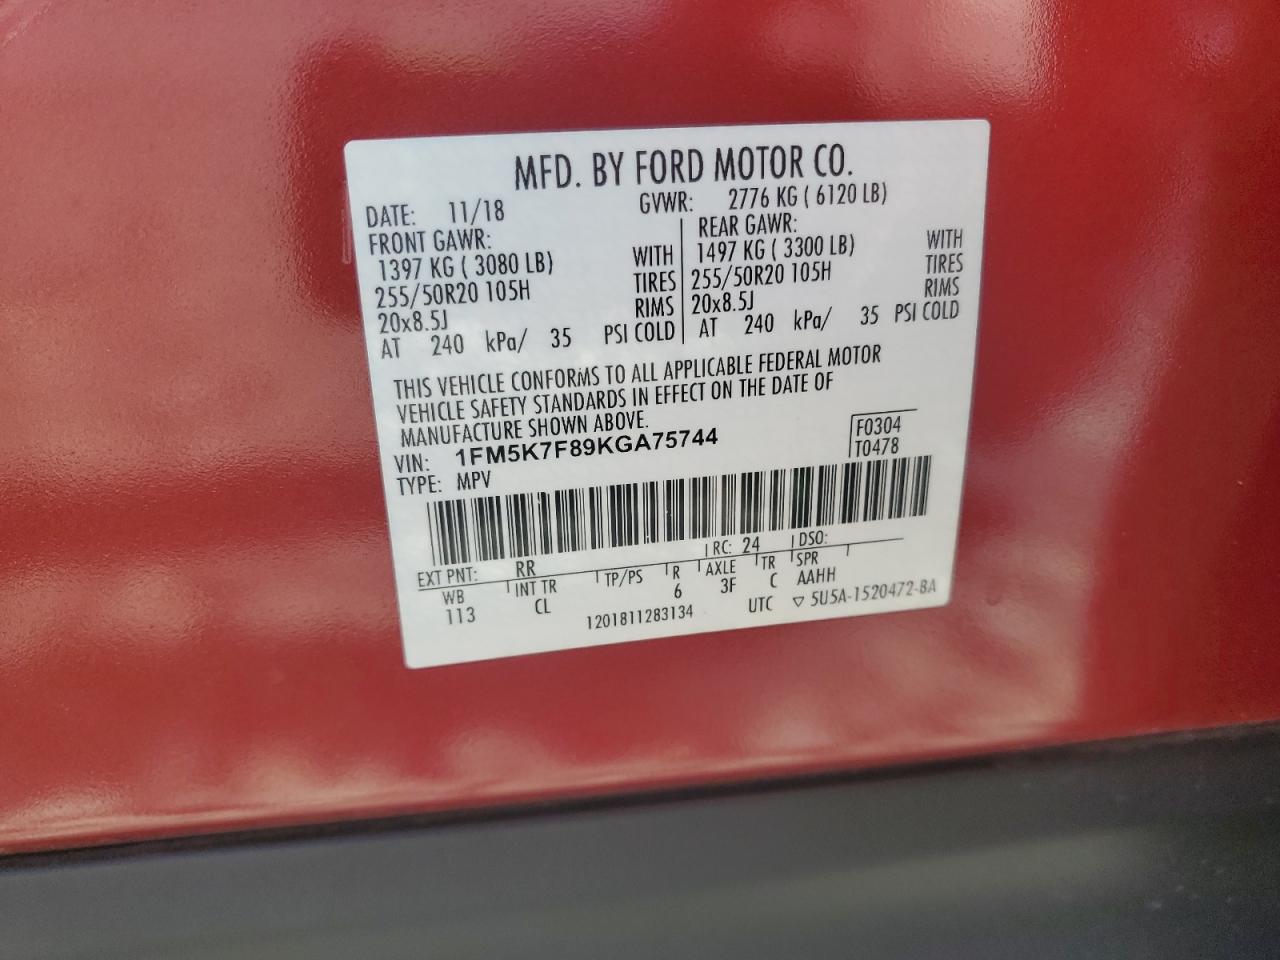 MFD. BY FORD MOTOR CO.
DATE: 11/18 GVWR: 2776 KG ( 6120 LB)
FRONT GAWR: REAR GAWR:
1397 KG ( 3080 LB) WITH 1497 KG ( 3300 LB) WITH
255/50R20 105H TIRES 255/50R20 105H TIRES
20x8.5J RIMS 20x8.5J RIMS
AT 240 kPa/ 35 PSI COLD AT 240 kPa/ 35 PSI COLD
THIS VEHICLE CONFORMS TO ALL APPLICABLE FEDERAL MOTOR
VEHICLE SAFETY STANDARDS IN EFFECT ON THE DATE OF
MANUFACTURE SHOWN ABOVE.
VIN: 1FM5K7F89KGA75744 F0304
TYPE: MPV T0478
EXT PNT: RR RC: 24 DSO:
WB INT TR TP/PS R AXLE TR SPR
113 CL 6 3F C AAHH
1201811283134 UTC ▽ 5U5A-1520472-BA